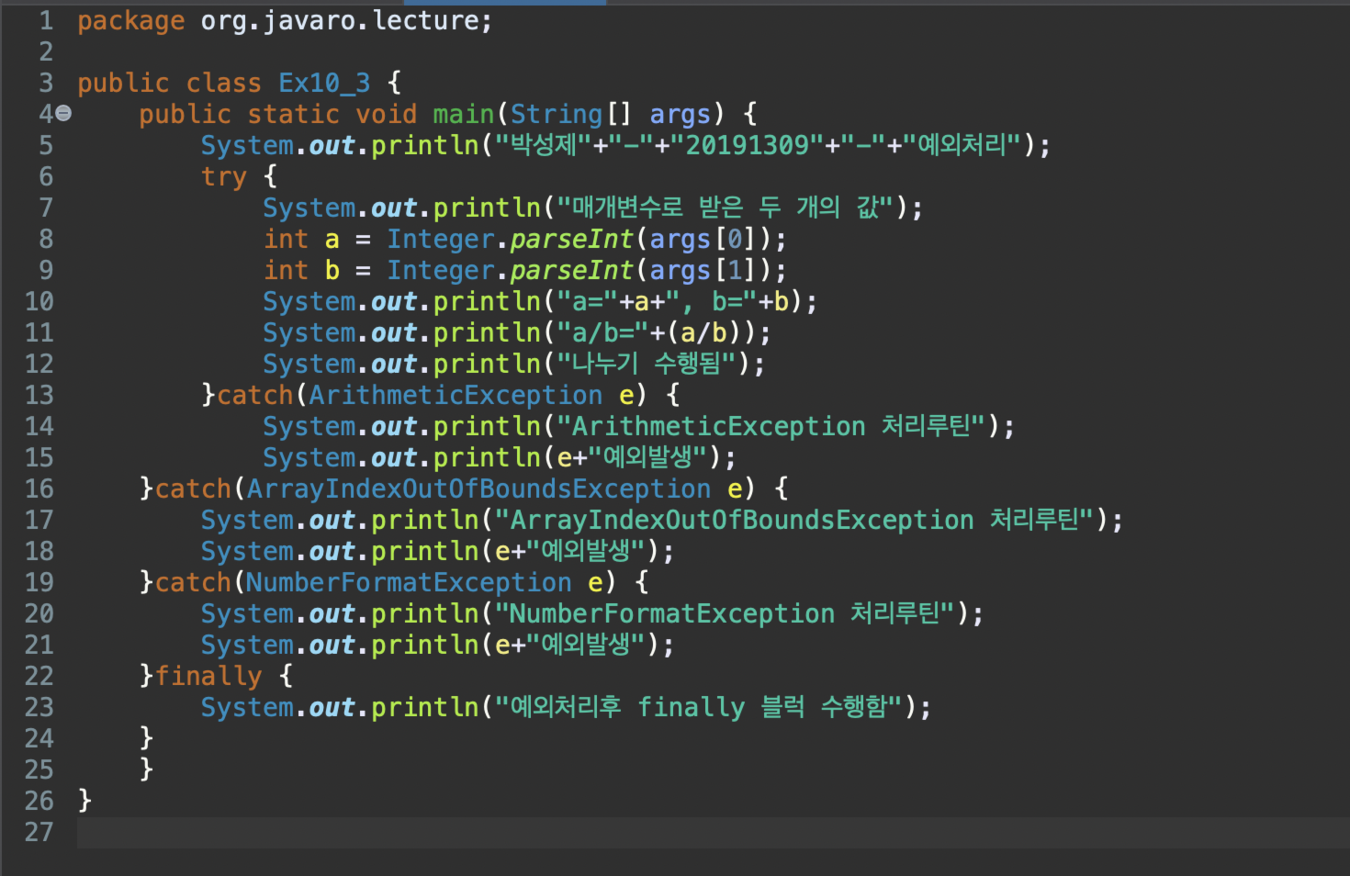 1 package org.javaro.lecture;
2
3 public class Ex10_3 {
4 public static void main(String[] args) {
5 System.out.println("박성제"+"-"+"20191309"+"-"+"예외처리");
6 try {
7 System.out.println("매개변수로 받은 두 개의 값");
8 int a = Integer.parseInt(args[0]);
9 int b = Integer.parseInt(args[1]);
10 System.out.println("a="+a+", b="+b);
11 System.out.println("a/b="+(a/b));
12 System.out.println("나누기 수행됨");
13 }catch(ArithmeticException e) {
14 System.out.println("ArithmeticException 처리루틴");
15 System.out.println(e+"예외발생");
16 }catch(ArrayIndexOutOfBoundsException e) {
17 System.out.println("ArrayIndexOutOfBoundsException 처리루틴");
18 System.out.println(e+"예외발생");
19 }catch(NumberFormatException e) {
20 System.out.println("NumberFormatException 처리루틴");
21 System.out.println(e+"예외발생");
22 }finally {
23 System.out.println("예외처리후 finally 블럭 수행함");
24 }
25 }
26 }
27